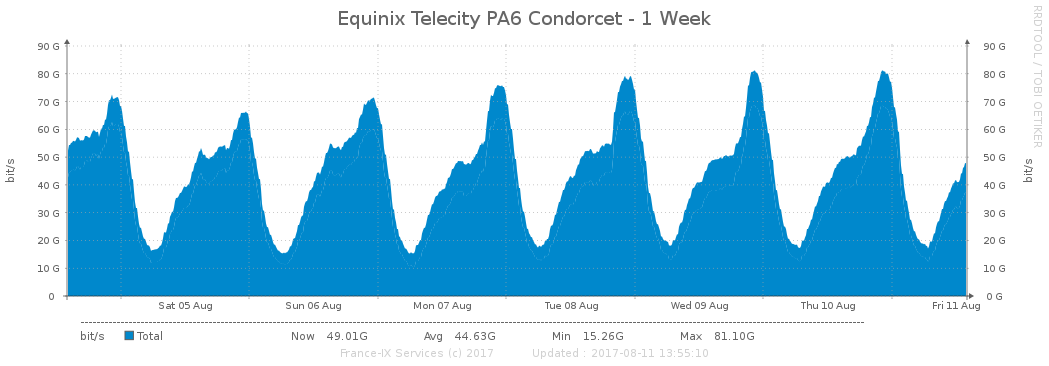 Equinix Telecity PA6 Condorcet - 1 Week
RRDTOOL / TOBI OETIKER
bit/s
90 G
80 G
70 G
60 G
50 G
40 G
30 G
20 G
10 G
0
90 G
80 G
70 G
60 G
50 G
40 G
30 G
20 G
10 G
0 G
bit/s
Sat 05 Aug Sun 06 Aug Mon 07 Aug Tue 08 Aug Wed 09 Aug Thu 10 Aug Fri 11 Aug
bit/s Total Now 49.01G Avg 44.63G Min 15.26G Max 81.10G
France-IX Services (c) 2017 Updated : 2017-08-11 13:55:10